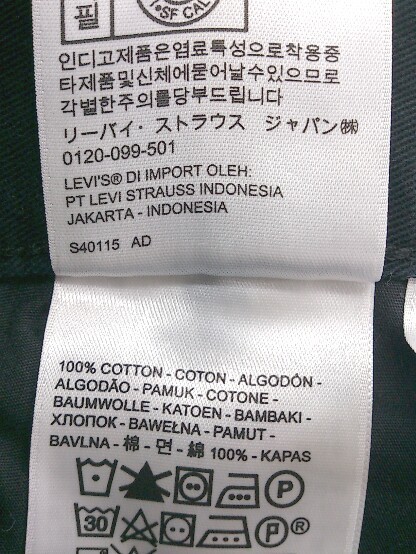 필
SF CAL
인디고제품은염료특성으로착용중
타제품및신체에묻어날수있으므로
각별한주의를당부드립니다
リーバイ・ストラウス ジャパン㈱
0120-099-501
LEVI'S® DI IMPORT OLEH:
PT LEVI STRAUSS INDONESIA
JAKARTA - INDONESIA
S40115 AD
100% COTTON - COTON - ALGODÓN -
ALGODÃO - PAMUK - COTONE -
BAUMWOLLE - KATOEN - BAMBAKI -
ХЛОПОК - BAWEŁNA - PAMUT -
BAVLNA - 棉 - 면 - 綿 100% - KAPAS
P
30 P ®